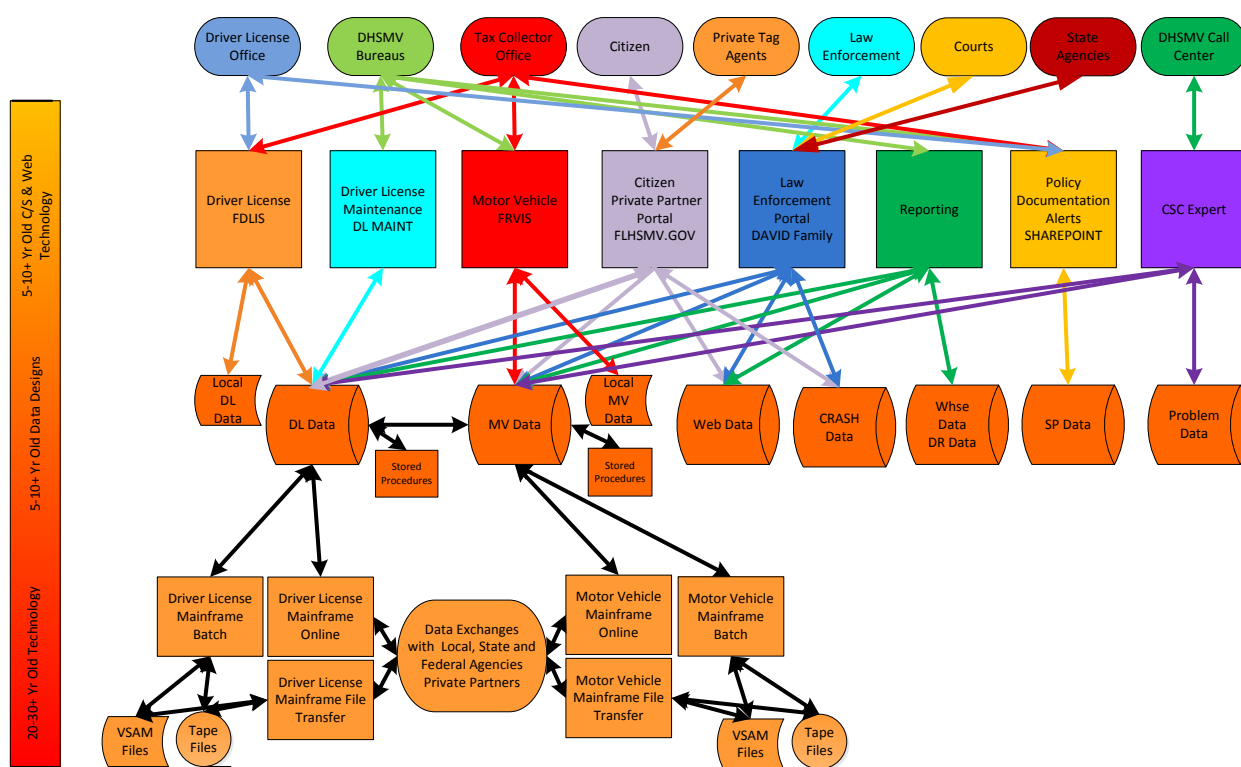 Driver License
Office
DHSMV
Bureaus
Tax Collector
Office
Citizen
Private Tag
Agents
Law
Enforcement
Courts
State
Agencies
DHSMV Call
Center
5-10+ Yr Old C/S & Web
Technology
5-10+ Yr Old Data Designs
20-30+ Yr Old Technology
Driver License
FDLIS
Driver License
Maintenance
DL MAINT
Motor Vehicle
FRVIS
Citizen
Private Partner
Portal
FLHSMV.GOV
Law
Enforcement
Portal
DAVID Family
Reporting
Policy
Documentation
Alerts
SHAREPOINT
CSC Expert
Local
DL
Data
DL Data
Stored
Procedures
MV Data
Local
MV
Data
Stored
Procedures
Web Data
CRASH
Data
Whse
Data
DR Data
SP Data
Problem
Data
Driver License
Mainframe
Batch
Driver License
Mainframe
Online
Driver License
Mainframe File
Transfer
Data Exchanges
with Local, State and
Federal Agencies
Private Partners
Motor Vehicle
Mainframe
Online
Motor Vehicle
Mainframe File
Transfer
Motor Vehicle
Mainframe
Batch
VSAM
Files
Tape
Files
VSAM
Files
Tape
Files